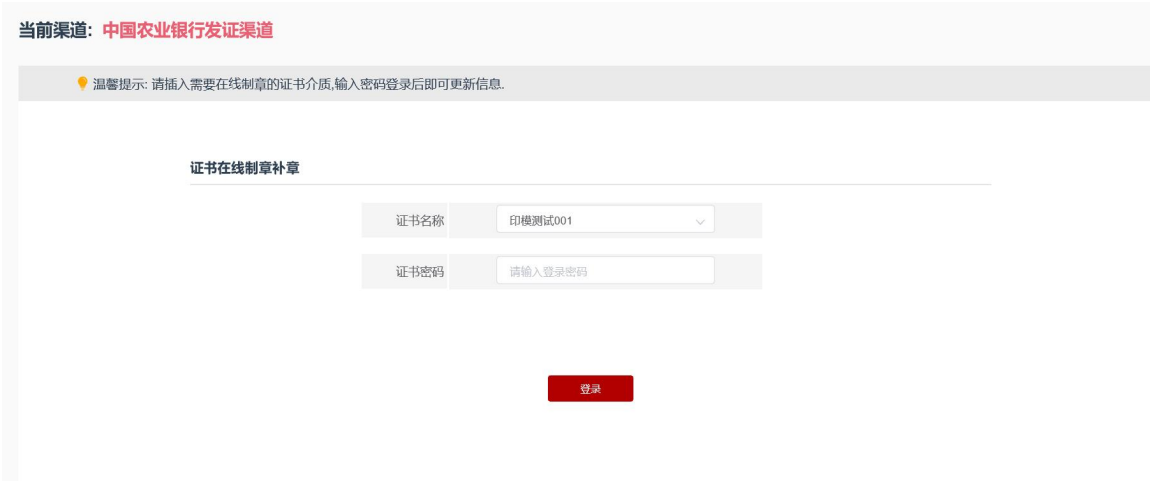 当前渠道: 中国农业银行发证渠道
温馨提示: 请插入需要在线制章的证书介质,输入密码登录后即可更新信息.
证书在线制章补章
证书名称 印模测试001
证书密码 请输入登录密码
登录